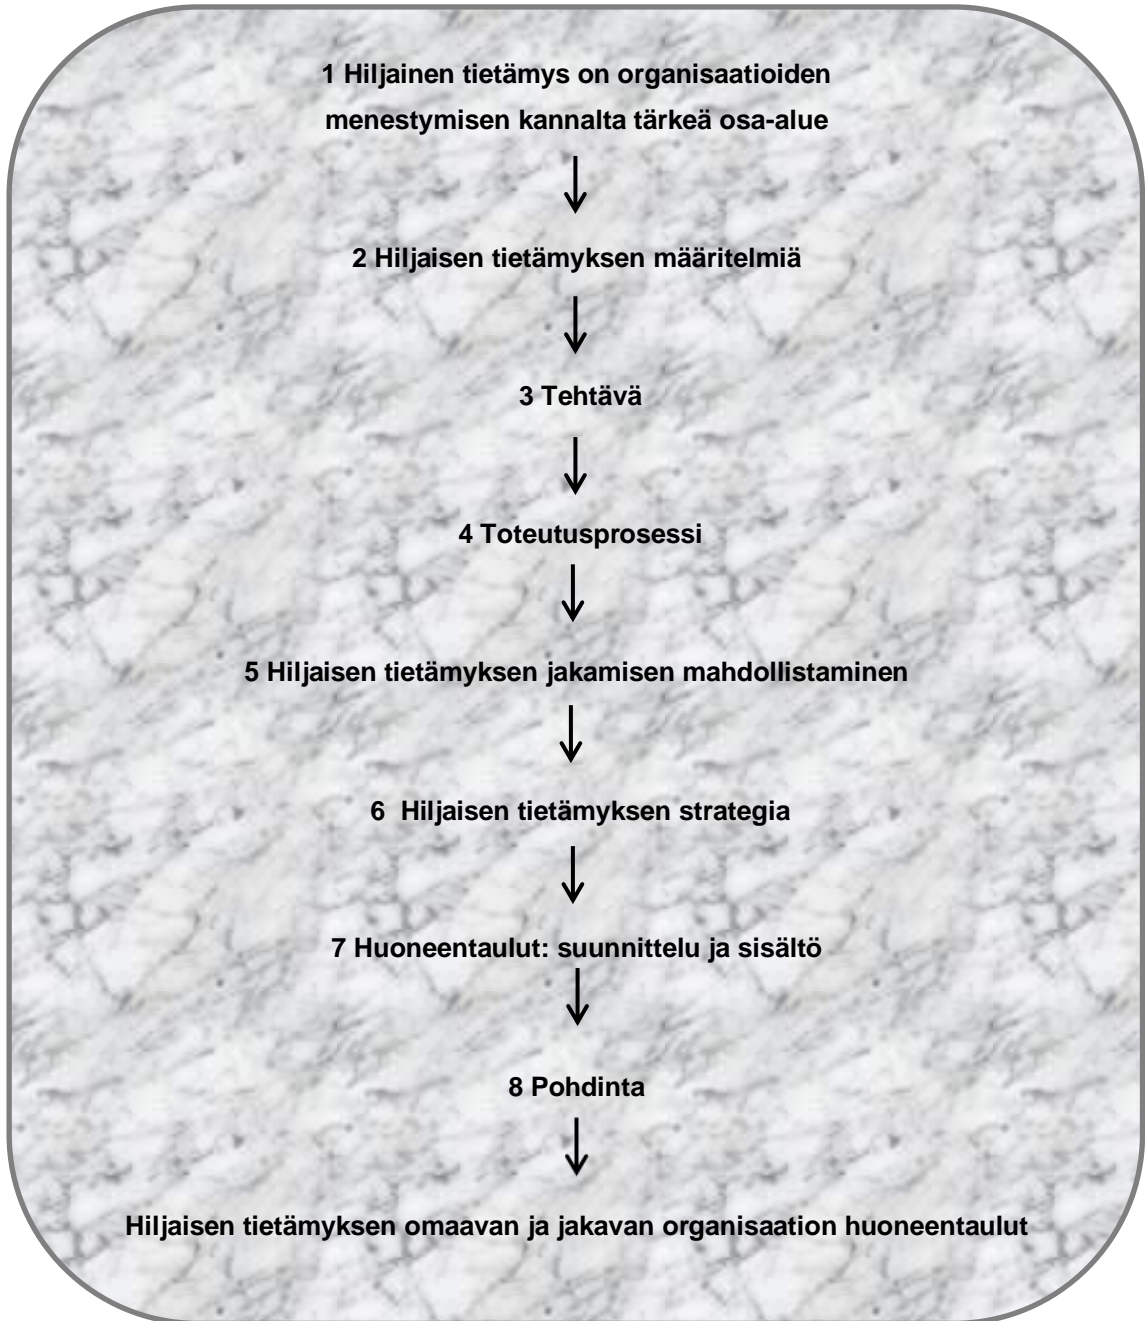 1 Hiljainen tietämys on organisaatioiden
menestymisen kannalta tärkeä osa-alue
2 Hiljaisen tietämyksen määritelmiä
3 Tehtävä
4 Toteutusprosessi
5 Hiljaisen tietämyksen jakamisen mahdollistaminen
6  Hiljaisen tietämyksen strategia
7 Huoneentaulut: suunnittelu ja sisältö
8 Pohdinta
Hiljaisen tietämyksen omaavan ja jakavan organisaation huoneentaulut